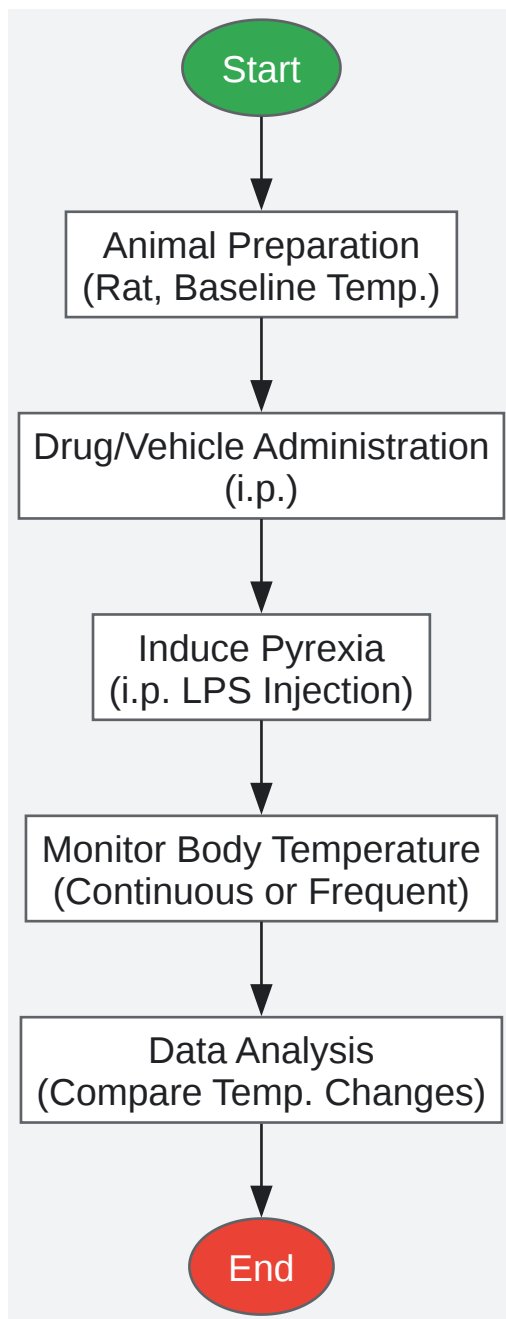 Start
Animal Preparation
(Rat, Baseline Temp.)
Drug/Vehicle Administration
(i.p.)
Induce Pyrexia
(i.p. LPS Injection)
Monitor Body Temperature
(Continuous or Frequent)
Data Analysis
(Compare Temp. Changes)
End